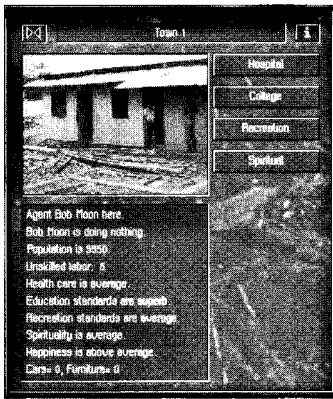 Town 1
i
Hospital
College
Recreation
Spiritual
Agent Bob Moon here.
Bob Moon is doing nothing.
Population is 5550.
Unskilled labor: 6
Health care is average.
Education standards are superb
Recreation standards are average.
Spirituality is average.
Happiness is above average
Cars= 0, Furniture= 0